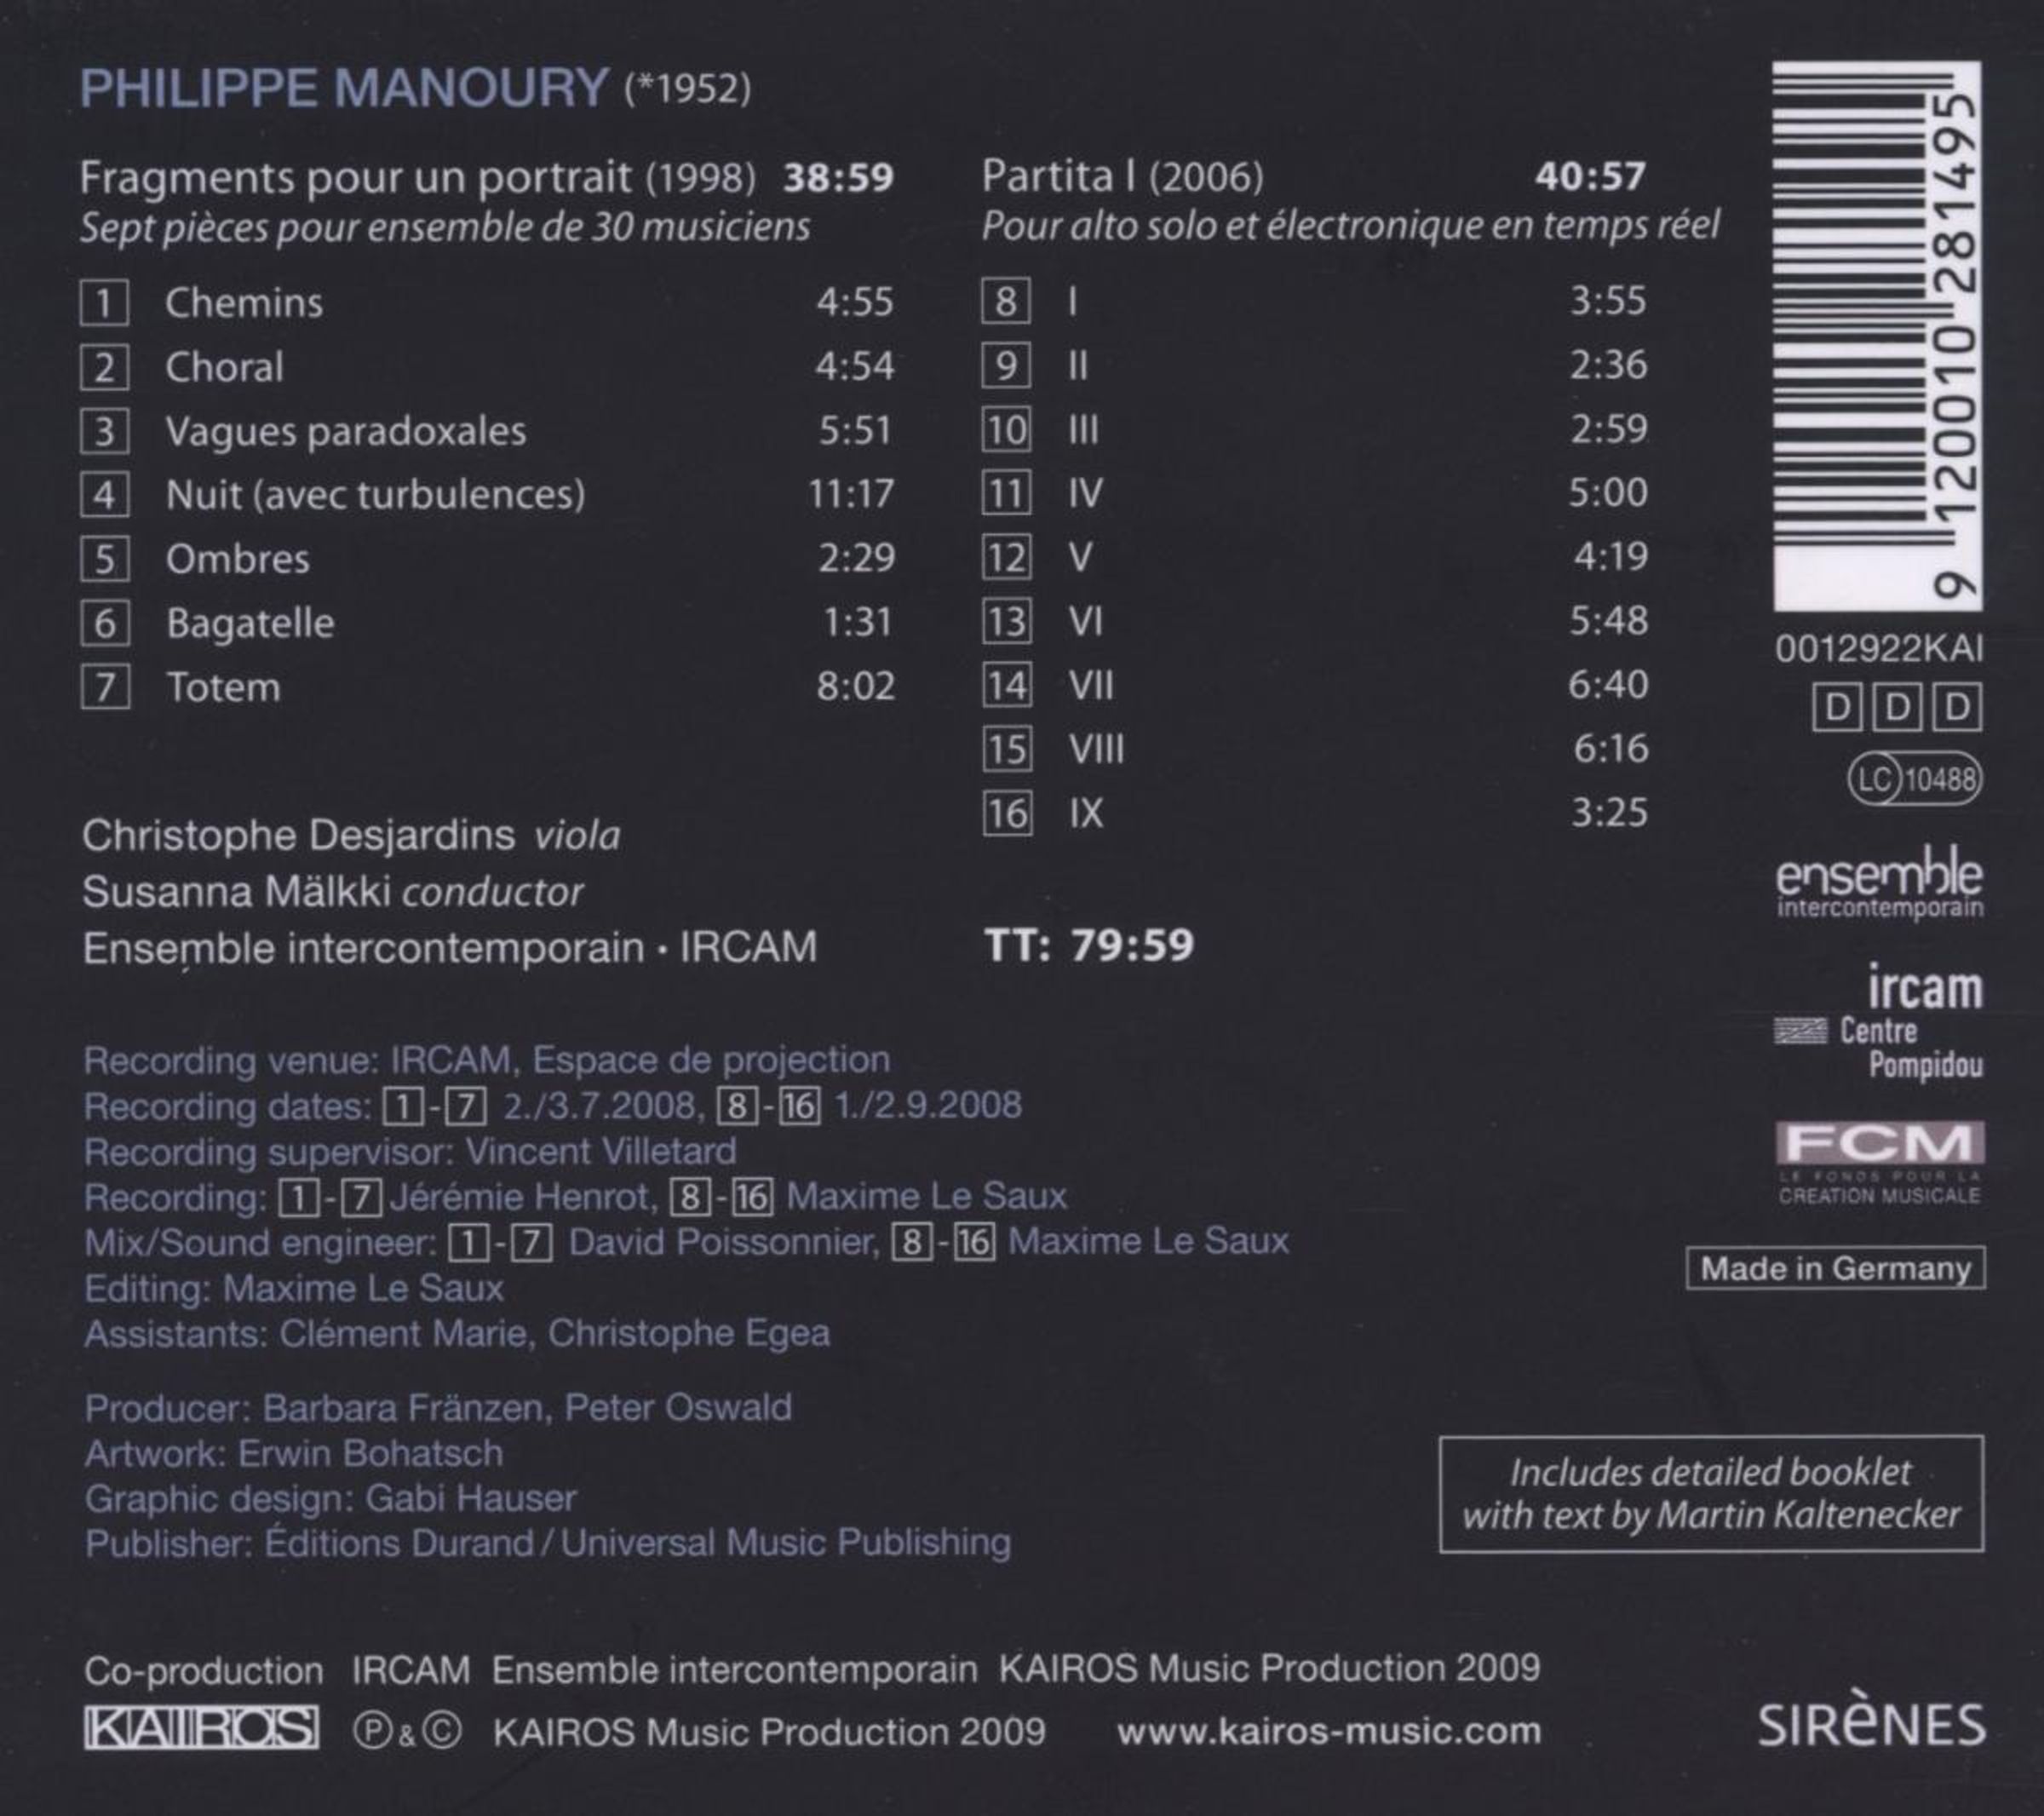 PHILIPPE MANOURY (*1952)
Fragments pour un portrait (1998) 38:59
Sept pièces pour ensemble de 30 musiciens
1 Chemins 4:55
2 Choral 4:54
3 Vagues paradoxales 5:51
4 Nuit (avec turbulences) 11:17
5 Ombres 2:29
6 Bagatelle 1:31
7 Totem 8:02
Partita I (2006) 40:57
Pour alto solo et électronique en temps réel
8 I 3:55
9 II 2:36
10 III 2:59
11 IV 5:00
12 V 4:19
13 VI 5:48
14 VII 6:40
15 VIII 6:16
16 IX 3:25
Christophe Desjardins viola
Susanna Mälkki conductor
Ensemble intercontemporain · IRCAM
TT: 79:59
Recording venue: IRCAM, Espace de projection
Recording dates: 1-7 2./3.7.2008, 8-16 1./2.9.2008
Recording supervisor: Vincent Villetard
Recording: 1-7 Jérémie Henrot, 8-16 Maxime Le Saux
Mix/Sound engineer: 1-7 David Poissonnier, 8-16 Maxime Le Saux
Editing: Maxime Le Saux
Assistants: Clément Marie, Christophe Egea
Producer: Barbara Fränzen, Peter Oswald
Artwork: Erwin Bohatsch
Graphic design: Gabi Hauser
Publisher: Éditions Durand / Universal Music Publishing
9 120010 281495
0012922KAI
D D D
LC 10488
ensemble
intercontemporain
ircam
Centre
Pompidou
FCM
LE FONDS POUR LA
CREATION MUSICALE
Made in Germany
Includes detailed booklet
with text by Martin Kaltenecker
Co-production IRCAM Ensemble intercontemporain KAIROS Music Production 2009
KAIROS ℗ & © KAIROS Music Production 2009 www.kairos-music.com
SIRèNES